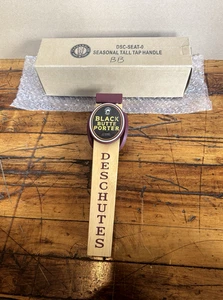 DSC-SEAT-II
SEASONAL TALL TAP HANDLE
BB
BLACK
BUTTE
PORTER
DESCHUTES